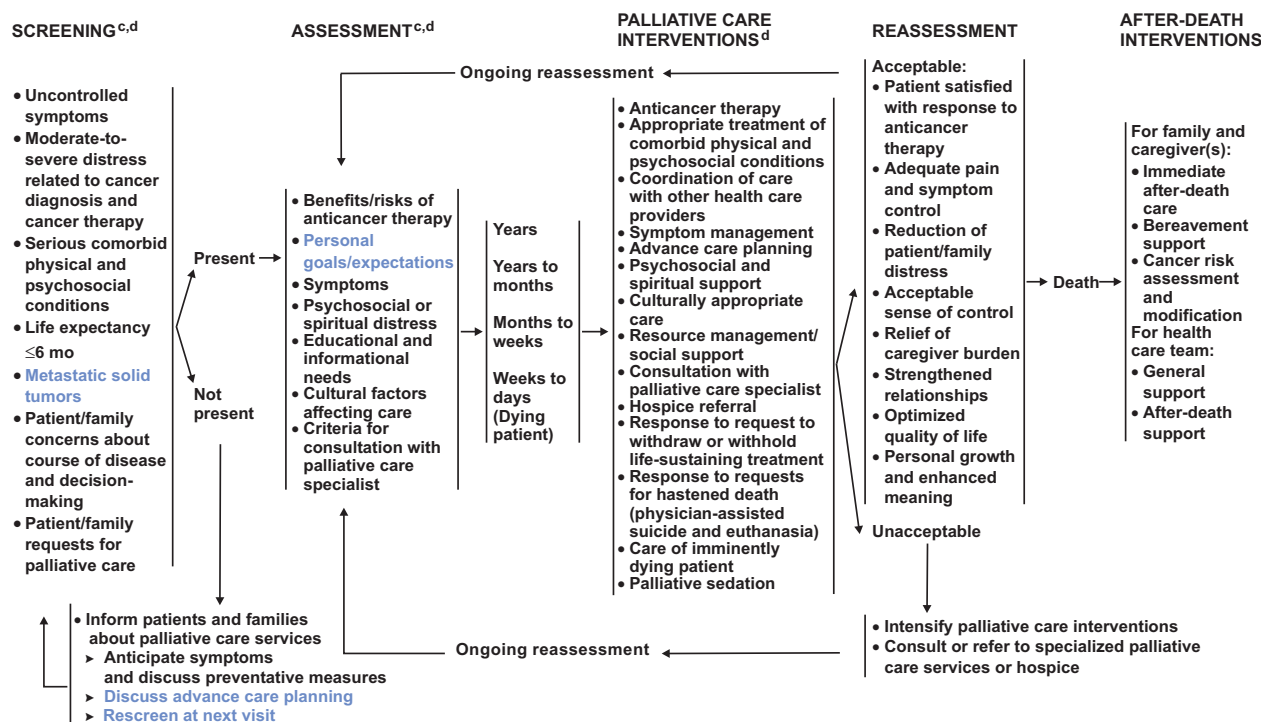 SCREENINGc,d
• Uncontrolled
symptoms
• Moderate-to-
severe distress
related to cancer
diagnosis and
cancer therapy
• Serious comorbid
physical and
psychosocial
conditions
• Life expectancy
≤6 mo
• Metastatic solid
tumors
• Patient/family
concerns about
course of disease
and decision-
making
• Patient/family
requests for
palliative care
Present
Not
present
• Inform patients and families
about palliative care services
➤ Anticipate symptoms
and discuss preventative measures
➤ Discuss advance care planning
➤ Rescreen at next visit
ASSESSMENTc,d
Ongoing reassessment
• Benefits/risks of
anticancer therapy
• Personal
goals/expectations
• Symptoms
• Psychosocial or
spiritual distress
• Educational and
informational
needs
• Cultural factors
affecting care
• Criteria for
consultation with
palliative care
specialist
Years
Years to
months
Months to
weeks
Weeks to
days
(Dying
patient)
Ongoing reassessment
PALLIATIVE CARE
INTERVENTIONSd
• Anticancer therapy
• Appropriate treatment of
comorbid physical and
psychosocial conditions
• Coordination of care
with other health care
providers
• Symptom management
• Advance care planning
• Psychosocial and
spiritual support
• Culturally appropriate
care
• Resource management/
social support
• Consultation with
palliative care specialist
• Hospice referral
• Response to request to
withdraw or withhold
life-sustaining treatment
• Response to requests
for hastened death
(physician-assisted
suicide and euthanasia)
• Care of imminently
dying patient
• Palliative sedation
REASSESSMENT
Acceptable:
• Patient satisfied
with response to
anticancer
therapy
• Adequate pain
and symptom
control
• Reduction of
patient/family
distress
• Acceptable
sense of control
• Relief of
caregiver burden
• Strengthened
relationships
• Optimized
quality of life
• Personal growth
and enhanced
meaning
Unacceptable
• Intensify palliative care interventions
• Consult or refer to specialized palliative
care services or hospice
Death
AFTER-DEATH
INTERVENTIONS
For family and
caregiver(s):
• Immediate
after-death
care
• Bereavement
support
• Cancer risk
assessment
and
modification
For health
care team:
• General
support
• After-death
support